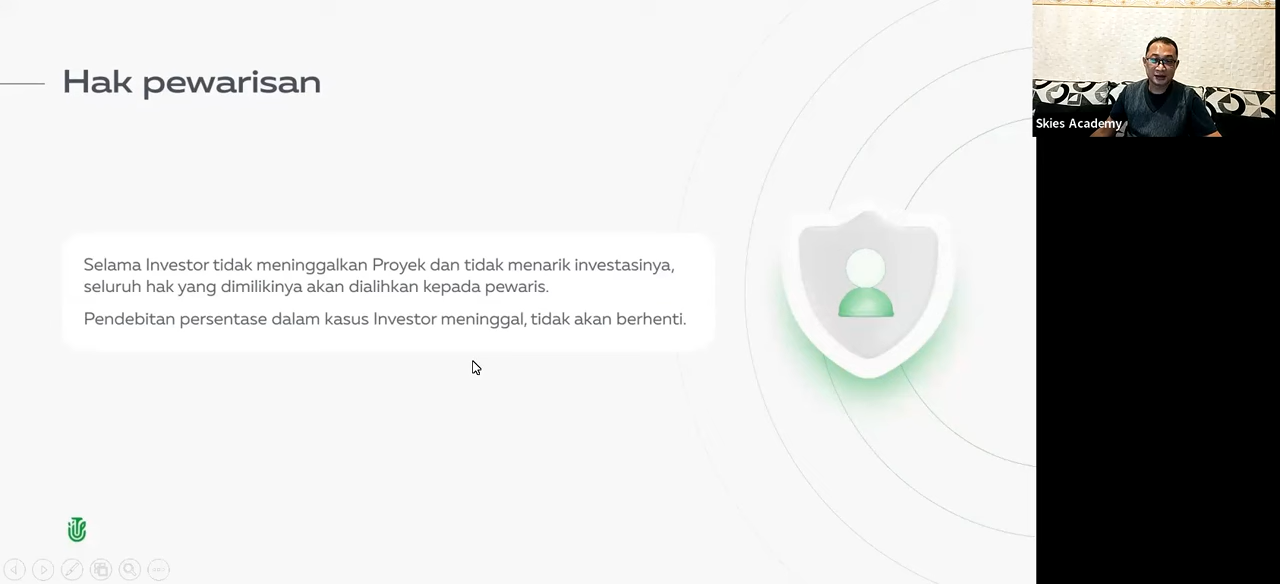 Hak pewarisan
Selama Investor tidak meninggalkan Proyek dan tidak menarik investasinya,
seluruh hak yang dimilikinya akan dialihkan kepada pewaris.
Pendebitan persentase dalam kasus Investor meninggal, tidak akan berhenti.
Skies Academy